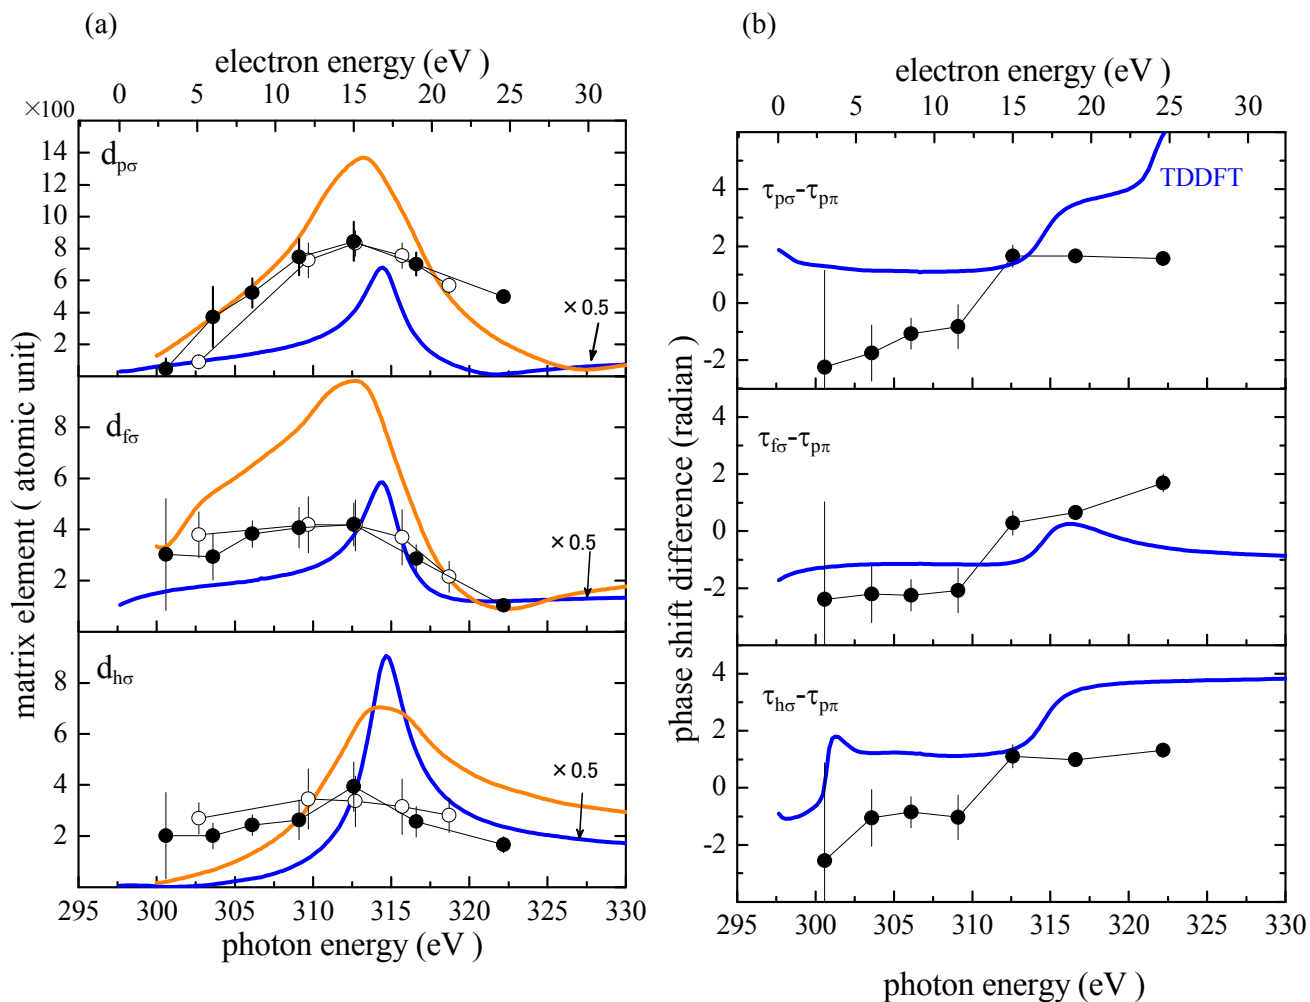 (a)
electron energy (eV )
0 5 10 15 20 25 30
×100
matrix element ( atomic unit)
14
12
10
8
6
4
2
dpσ
× 0.5
8
6
4
2
dfσ
×0.5
8
6
4
2
dhσ
×0.5
295 300 305 310 315 320 325 330
photon energy (eV )
(b)
electron energy (eV )
0 5 10 15 20 25 30
phase shift difference (radian )
4
2
0
-2
τpσ-τpπ
TDDFT
4
2
0
-2
τfσ-τpπ
4
2
0
-2
τhσ-τpπ
295 300 305 310 315 320 325 330
photon energy (eV )